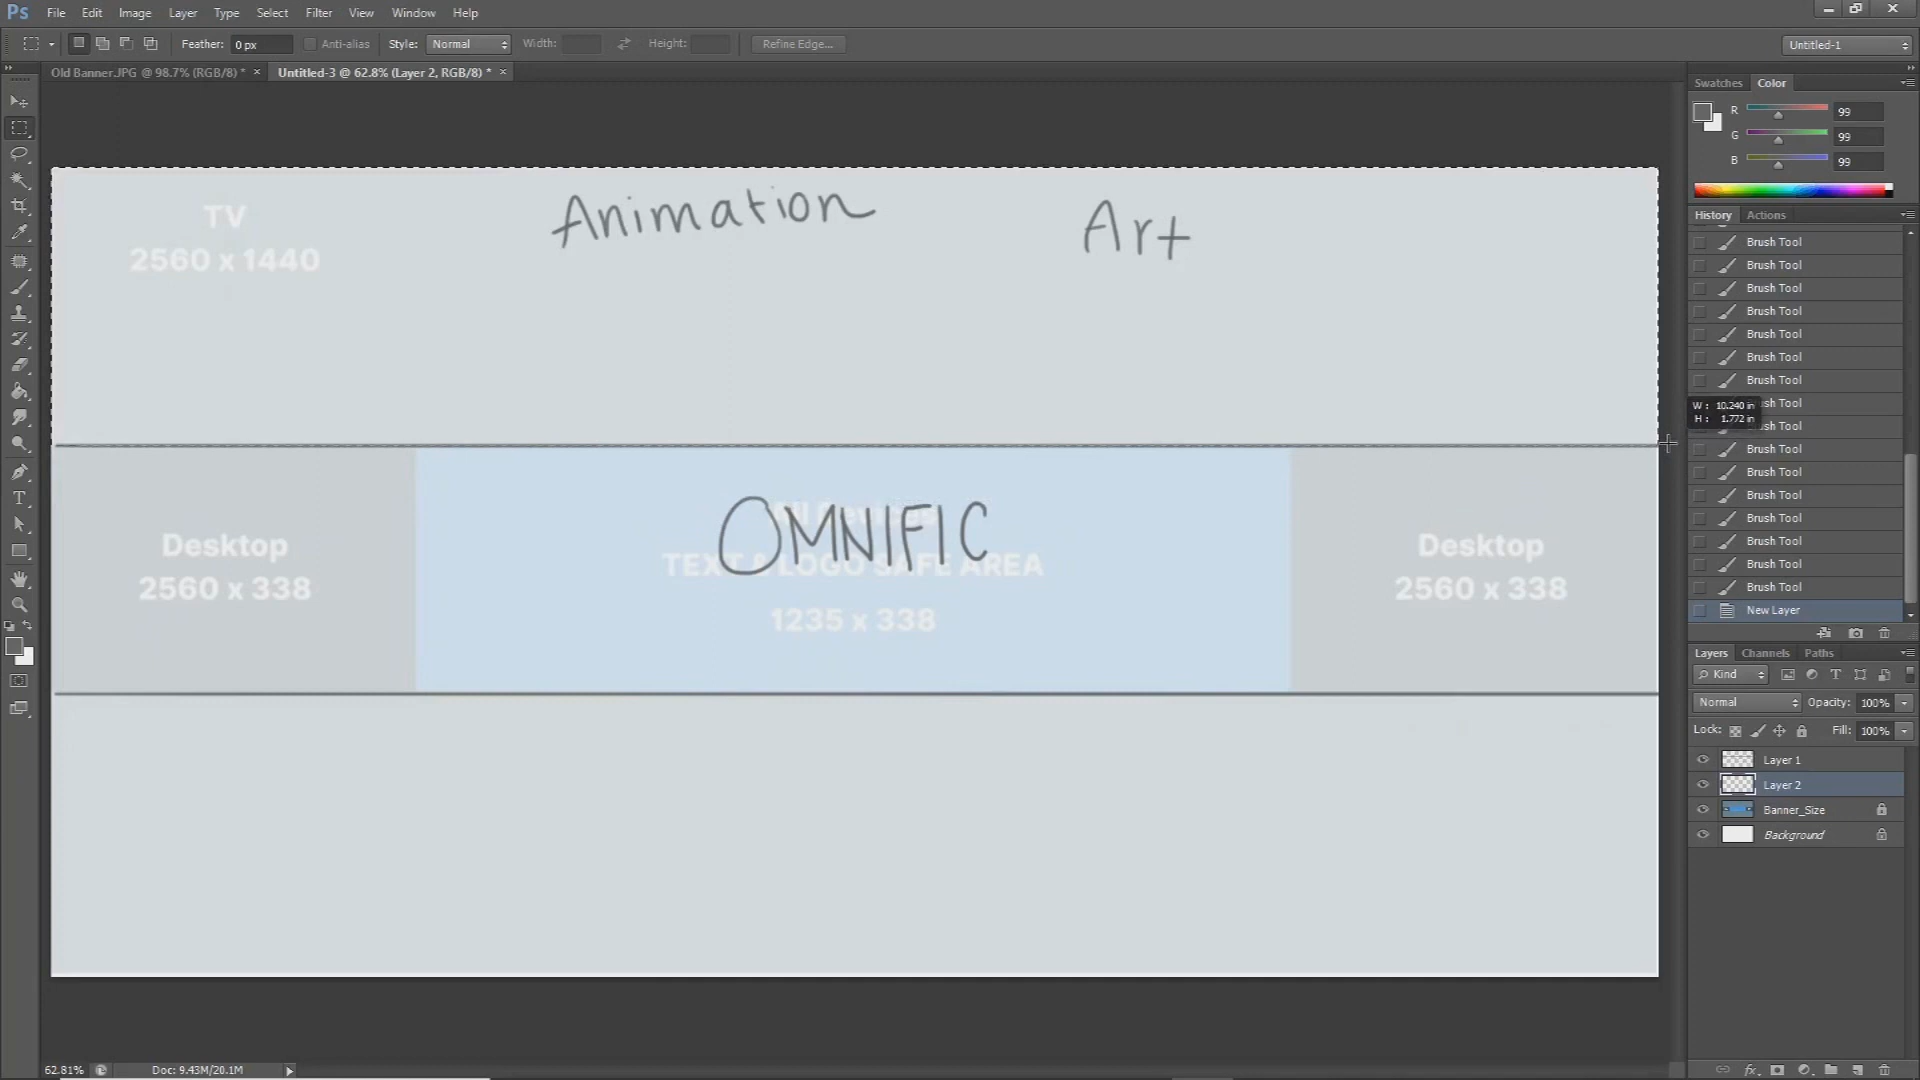 Ps File Edit Image Layer Type Select Filter View Window Help
Feather: 0 px Anti-alias Style: Normal Width: Height: Refine Edge... Untitled-1
Old Banner.JPG @ 98.7% (RGB/8) * × Untitled-3 @ 62.8% (Layer 2, RGB/8) * ×
Swatches Color
R 99
G 99
B 99
History Actions
Brush Tool
Brush Tool
Brush Tool
Brush Tool
Brush Tool
Brush Tool
Brush Tool
W: 10.240 in
H: 1.772 in
Brush Tool
Brush Tool
Brush Tool
Brush Tool
Brush Tool
Brush Tool
Brush Tool
Brush Tool
New Layer
TV
2560 x 1440
Animation
Art
Desktop
2560 x 338
OMNIFIC
TEXT & LOGO SAFE AREA
1235 x 338
Desktop
2560 x 338
Layers Channels Paths
Kind
Normal Opacity: 100%
Lock: Fill: 100%
Layer 1
Layer 2
Banner_Size
Background
62.81% Doc: 9.43M/20.1M